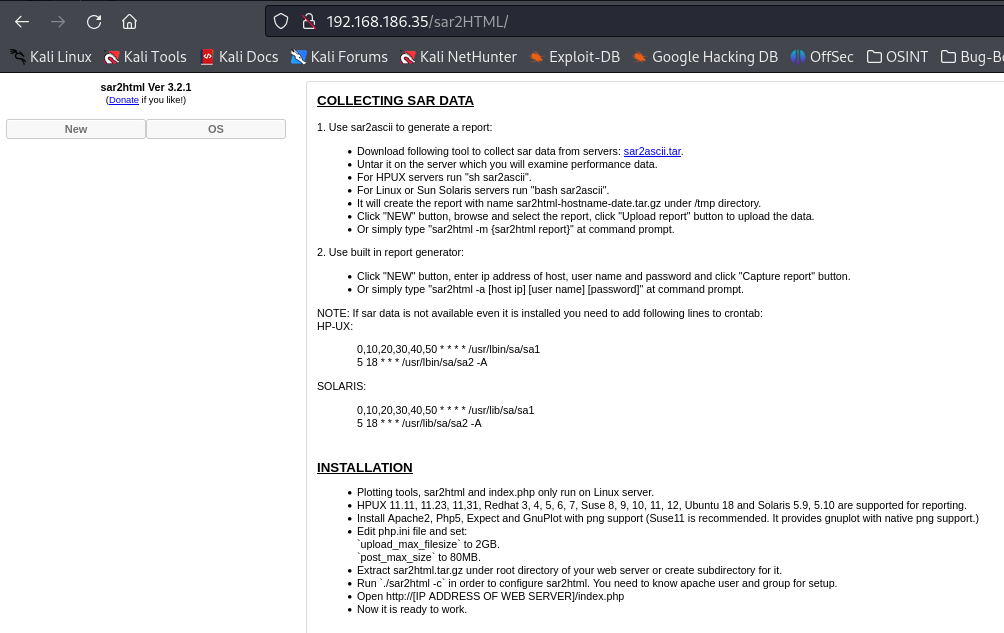 192.168.186.35/sar2HTML/
Kali Linux Kali Tools Kali Docs Kali Forums Kali NetHunter Exploit-DB Google Hacking DB OffSec OSINT
sar2html Ver 3.2.1
(Donate if you like!)
New OS
COLLECTING SAR DATA
1. Use sar2ascii to generate a report:
• Download following tool to collect sar data from servers: sar2ascii.tar.
• Untar it on the server which you will examine performance data.
• For HPUX servers run "sh sar2ascii".
• For Linux or Sun Solaris servers run "bash sar2ascii".
• It will create the report with name sar2html-hostname-date.tar.gz under /tmp directory.
• Click "NEW" button, browse and select the report, click "Upload report" button to upload the data.
• Or simply type "sar2html -m {sar2html report}" at command prompt.
2. Use built in report generator:
• Click "NEW" button, enter ip address of host, user name and password and click "Capture report" button.
• Or simply type "sar2html -a [host ip] [user name] [password]" at command prompt.
NOTE: If sar data is not available even it is installed you need to add following lines to crontab:
HP-UX:
0,10,20,30,40,50 * * * * /usr/lbin/sa/sa1
5 18 * * * /usr/lbin/sa/sa2 -A
SOLARIS:
0,10,20,30,40,50 * * * * /usr/lib/sa/sa1
5 18 * * * /usr/lib/sa/sa2 -A
INSTALLATION
• Plotting tools, sar2html and index.php only run on Linux server.
• HPUX 11.11, 11.23, 11,31, Redhat 3, 4, 5, 6, 7, Suse 8, 9, 10, 11, 12, Ubuntu 18 and Solaris 5.9, 5.10 are supported for reporting.
• Install Apache2, Php5, Expect and GnuPlot with png support (Suse11 is recommended. It provides gnuplot with native png support.)
• Edit php.ini file and set:
`upload_max_filesize` to 2GB.
`post_max_size` to 80MB.
• Extract sar2html.tar.gz under root directory of your web server or create subdirectory for it.
• Run `./sar2html -c` in order to configure sar2html. You need to know apache user and group for setup.
• Open http://[IP ADDRESS OF WEB SERVER]/index.php
• Now it is ready to work.